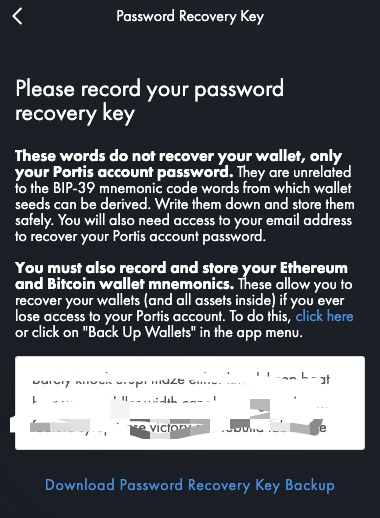 Password Recovery Key
Please record your password
recovery key
These words do not recover your wallet, only
your Portis account password. They are unrelated
to the BIP-39 mnemonic code words from which wallet
seeds can be derived. Write them down and store them
safely. You will also need access to your email address
to recover your Portis account password.
You must also record and store your Ethereum
and Bitcoin wallet mnemonics. These allow you to
recover your wallets (and all assets inside) if you ever
lose access to your Portis account. To do this, click here
or click on "Back Up Wallets" in the app menu.
victory
Download Password Recovery Key Backup